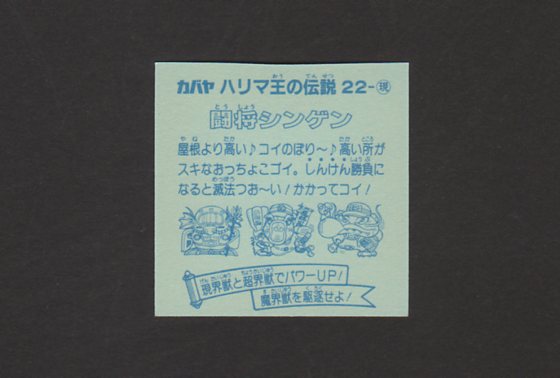 カバヤ ハリマ王の伝説 22-現
闘将シンゲン
屋根より高い♪コイのぼり〜♪高い所が
スキなおっちょこゴイ。しんけん勝負に
なると滅法つお〜い！かかってコイ！
現界獣と超界獣でパワーUP！
魔界獣を駆逐せよ！